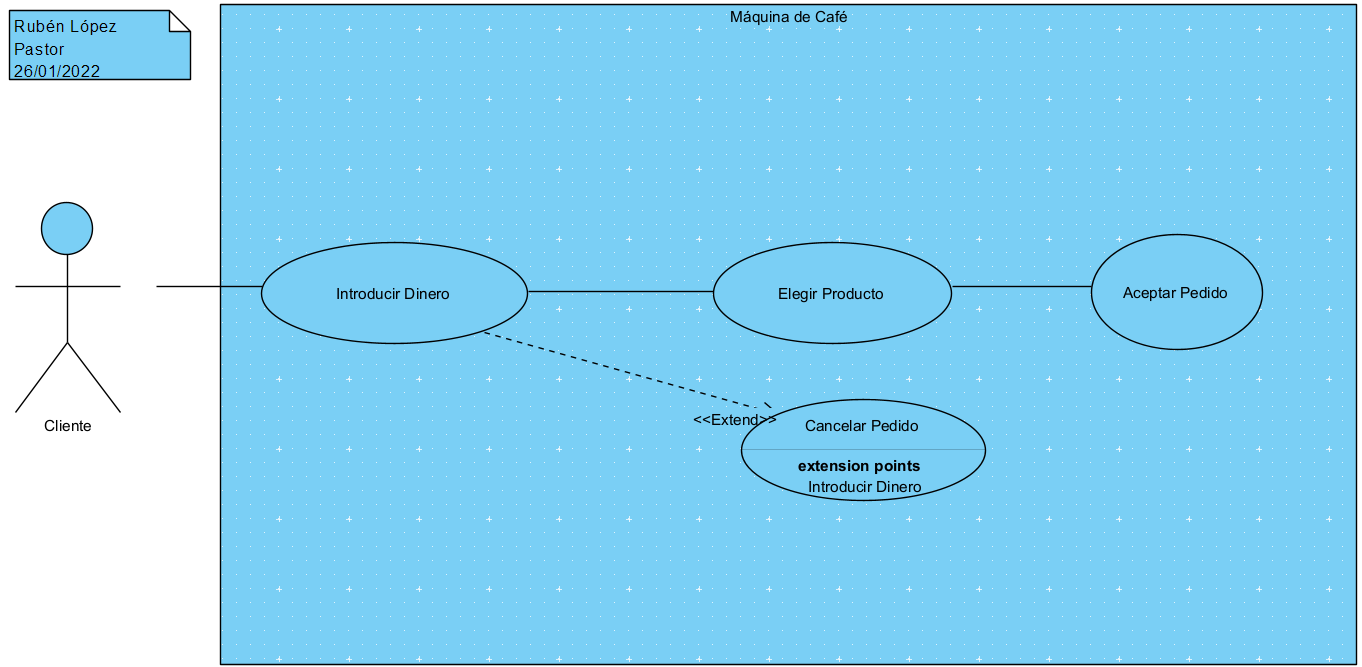 Rubén López
Pastor
26/01/2022
Máquina de Café
Introducir Dinero
Elegir Producto
Aceptar Pedido
<<Extend>>
Cancelar Pedido
extension points
Introducir Dinero
Cliente